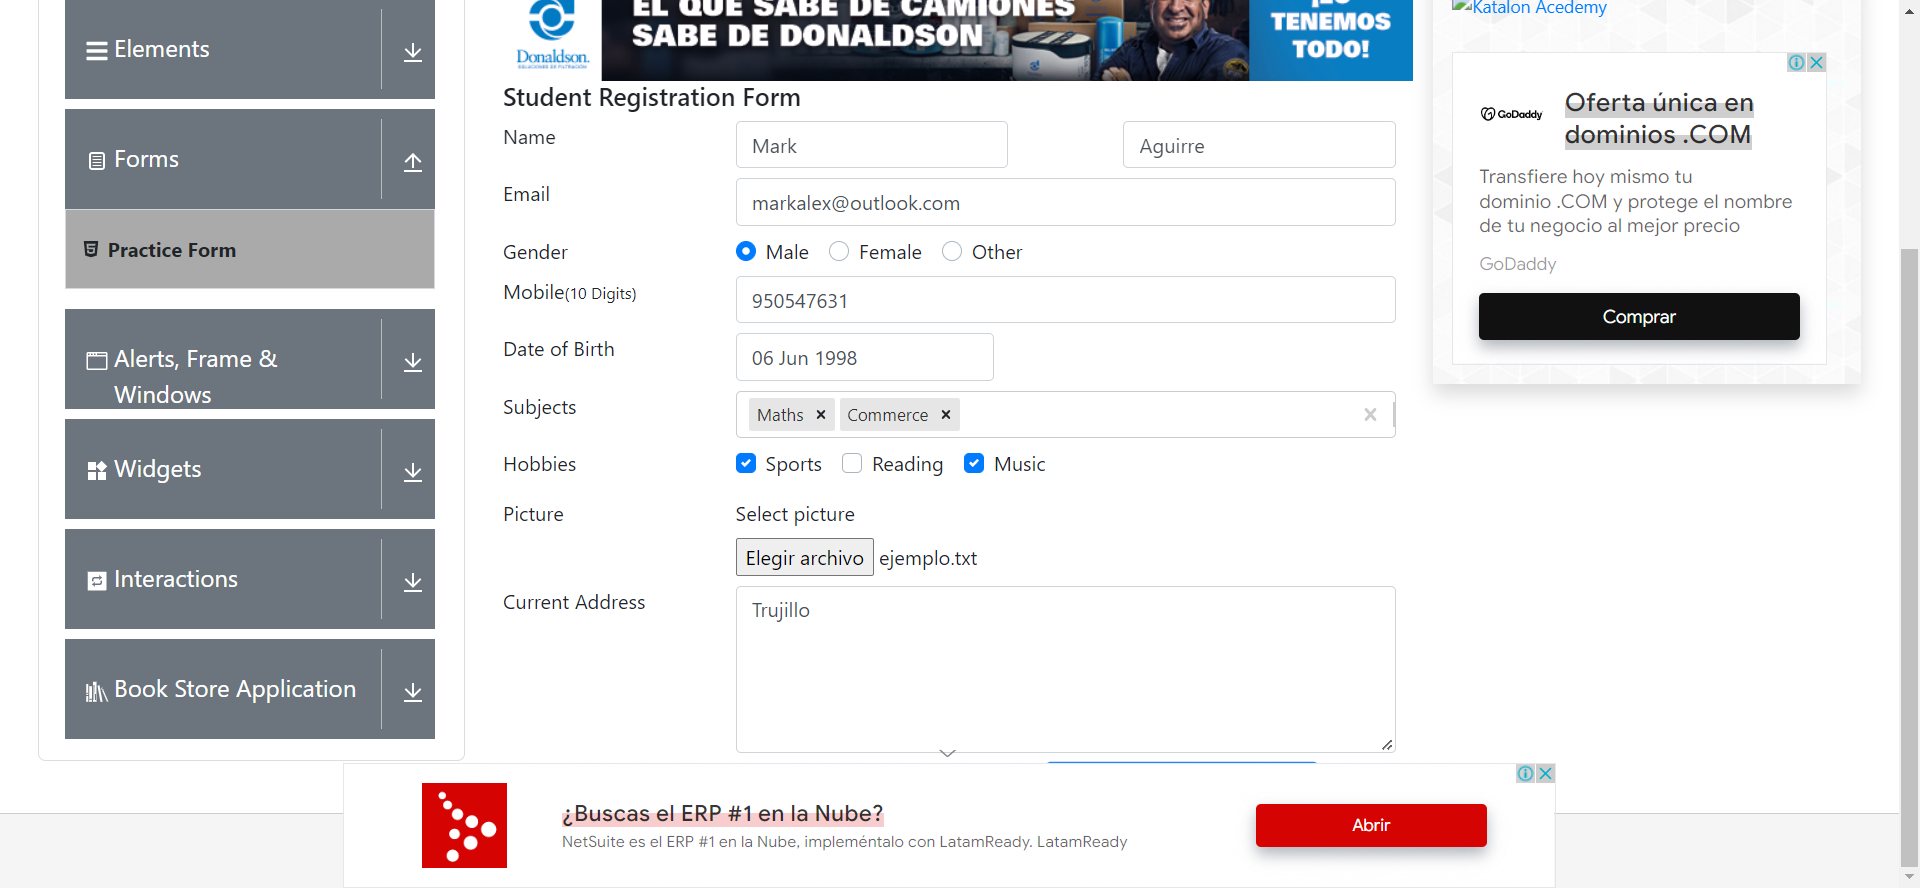 Elements
Forms
Practice Form
Alerts, Frame &
Windows
Widgets
Interactions
Book Store Application
Donaldson.
SOLUCIONES DE FILTRACIÓN
EL QUE SABE DE CAMIONES
SABE DE DONALDSON
¡LO
TENEMOS
TODO!
Student Registration Form
Name
Mark
Aguirre
Email
markalex@outlook.com
Gender
Male
Female
Other
Mobile(10 Digits)
950547631
Date of Birth
06 Jun 1998
Subjects
Maths
Commerce
Hobbies
Sports
Reading
Music
Picture
Select picture
Elegir archivo ejemplo.txt
Current Address
Trujillo
Katalon Acedemy
GoDaddy
Oferta única en
dominios .COM
Transfiere hoy mismo tu
dominio .COM y protege el nombre
de tu negocio al mejor precio
GoDaddy
Comprar
¿Buscas el ERP #1 en la Nube?
NetSuite es el ERP #1 en la Nube, impleméntalo con LatamReady. LatamReady
Abrir